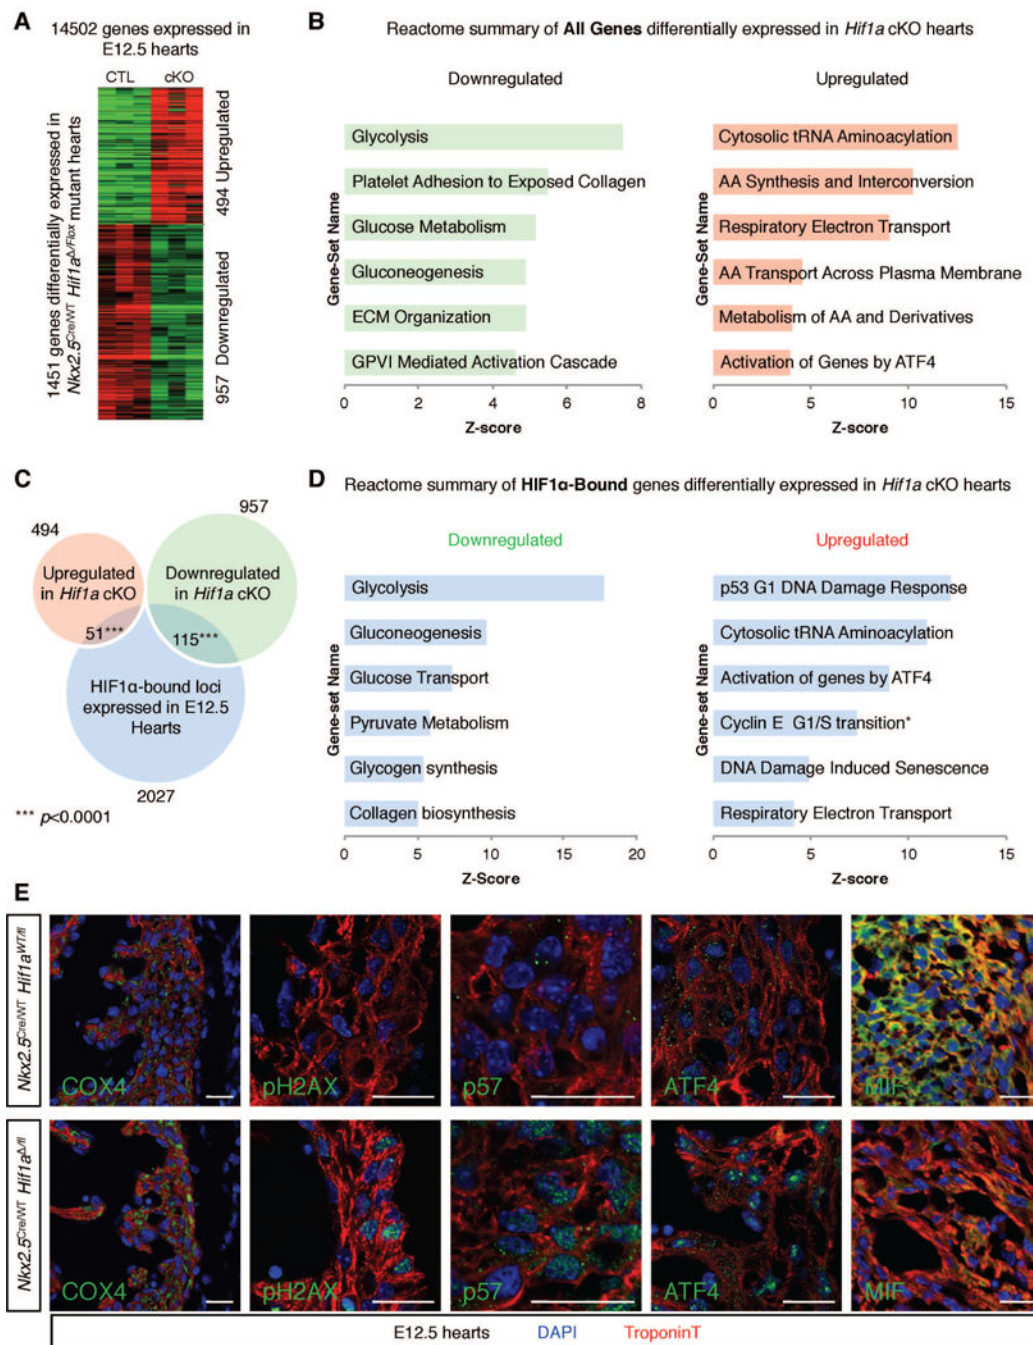 A
14502 genes expressed in
E12.5 hearts
CTL cKO
1451 genes differentially expressed in
Nkx2.5Cre/WT Hif1aΔ/Flox mutant hearts
494 Upregulated
957 Downregulated
B
Reactome summary of All Genes differentially expressed in Hif1a cKO hearts
Downregulated
Gene-Set Name
Glycolysis
Platelet Adhesion to Exposed Collagen
Glucose Metabolism
Gluconeogenesis
ECM Organization
GPVI Mediated Activation Cascade
0 2 4 6 8
Z-score
Upregulated
Gene-Set Name
Cytosolic tRNA Aminoacylation
AA Synthesis and Interconversion
Respiratory Electron Transport
AA Transport Across Plasma Membrane
Metabolism of AA and Derivatives
Activation of Genes by ATF4
0 5 10 15
Z-score
C
494
957
Upregulated
in Hif1a cKO
Downregulated
in Hif1a cKO
51***
115***
HIF1α-bound loci
expressed in E12.5
Hearts
2027
*** p<0.0001
D
Reactome summary of HIF1α-Bound genes differentially expressed in Hif1a cKO hearts
Downregulated
Gene-set Name
Glycolysis
Gluconeogenesis
Glucose Transport
Pyruvate Metabolism
Glycogen synthesis
Collagen biosynthesis
0 5 10 15 20
Z-Score
Upregulated
Gene-set Name
p53 G1 DNA Damage Response
Cytosolic tRNA Aminoacylation
Activation of genes by ATF4
Cyclin E G1/S transition*
DNA Damage Induced Senescence
Respiratory Electron Transport
0 5 10 15
Z-score
E
Nkx2.5Cre/WT Hif1aWT/fl
COX4
pH2AX
p57
ATF4
MIF
Nkx2.5Cre/WT Hif1aΔ/fl
COX4
pH2AX
p57
ATF4
MIF
E12.5 hearts DAPI TroponinT